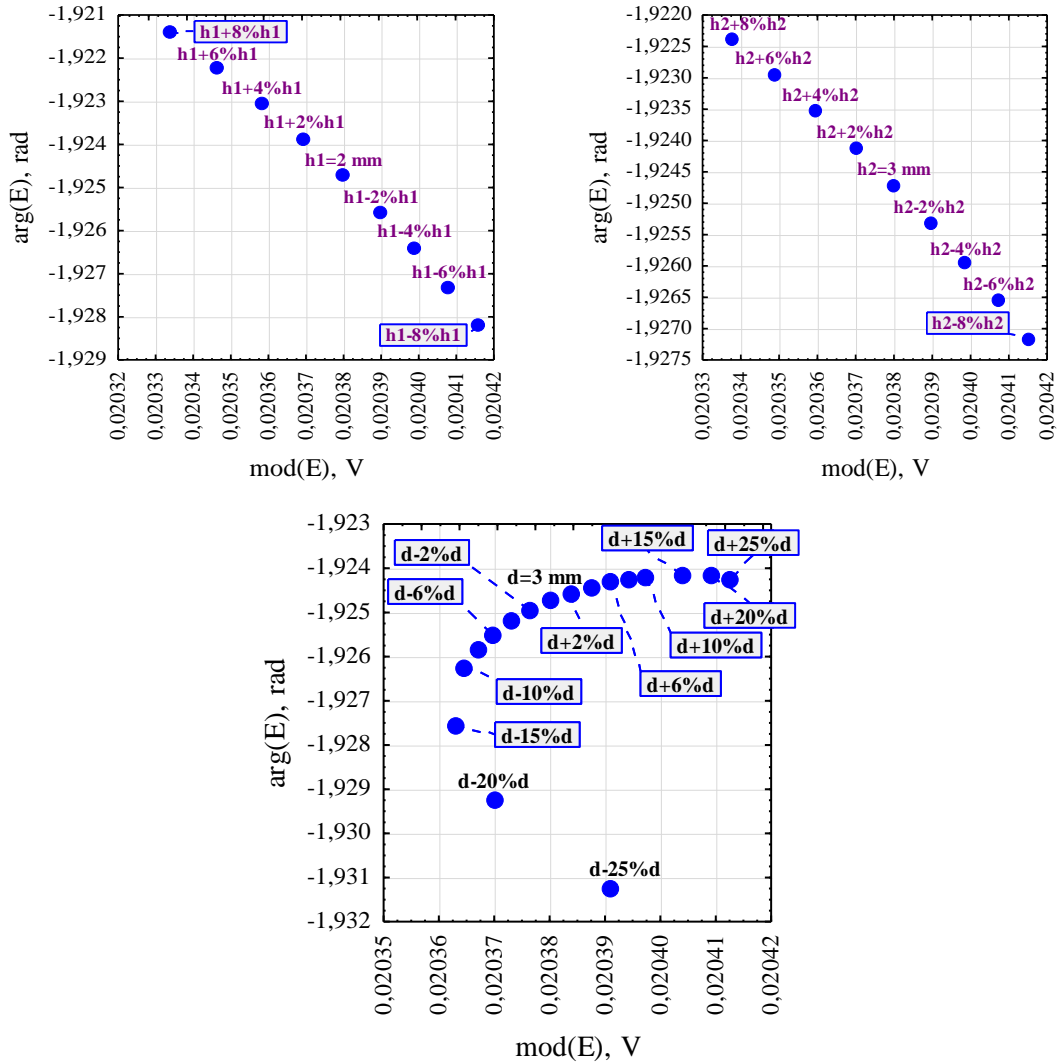 -1,921
-1,922
-1,923
-1,924
-1,925
-1,926
-1,927
-1,928
-1,929
arg(E), rad
h1+8%h1
h1+6%h1
h1+4%h1
h1+2%h1
h1=2 mm
h1-2%h1
h1-4%h1
h1-6%h1
h1-8%h1
0,02032
0,02033
0,02034
0,02035
0,02036
0,02037
0,02038
0,02039
0,02040
0,02041
0,02042
mod(E), V
-1,9220
-1,9225
-1,9230
-1,9235
-1,9240
-1,9245
-1,9250
-1,9255
-1,9260
-1,9265
-1,9270
-1,9275
arg(E), rad
h2+8%h2
h2+6%h2
h2+4%h2
h2+2%h2
h2=3 mm
h2-2%h2
h2-4%h2
h2-6%h2
h2-8%h2
0,02033
0,02034
0,02035
0,02036
0,02037
0,02038
0,02039
0,02040
0,02041
0,02042
mod(E), V
-1,923
-1,924
-1,925
-1,926
-1,927
-1,928
-1,929
-1,930
-1,931
-1,932
arg(E), rad
d+15%d
d+25%d
d-2%d
d=3 mm
d-6%d
d+20%d
d+2%d
d+10%d
d+6%d
d-10%d
d-15%d
d-20%d
d-25%d
0,02035
0,02036
0,02037
0,02038
0,02039
0,02040
0,02041
0,02042
mod(E), V